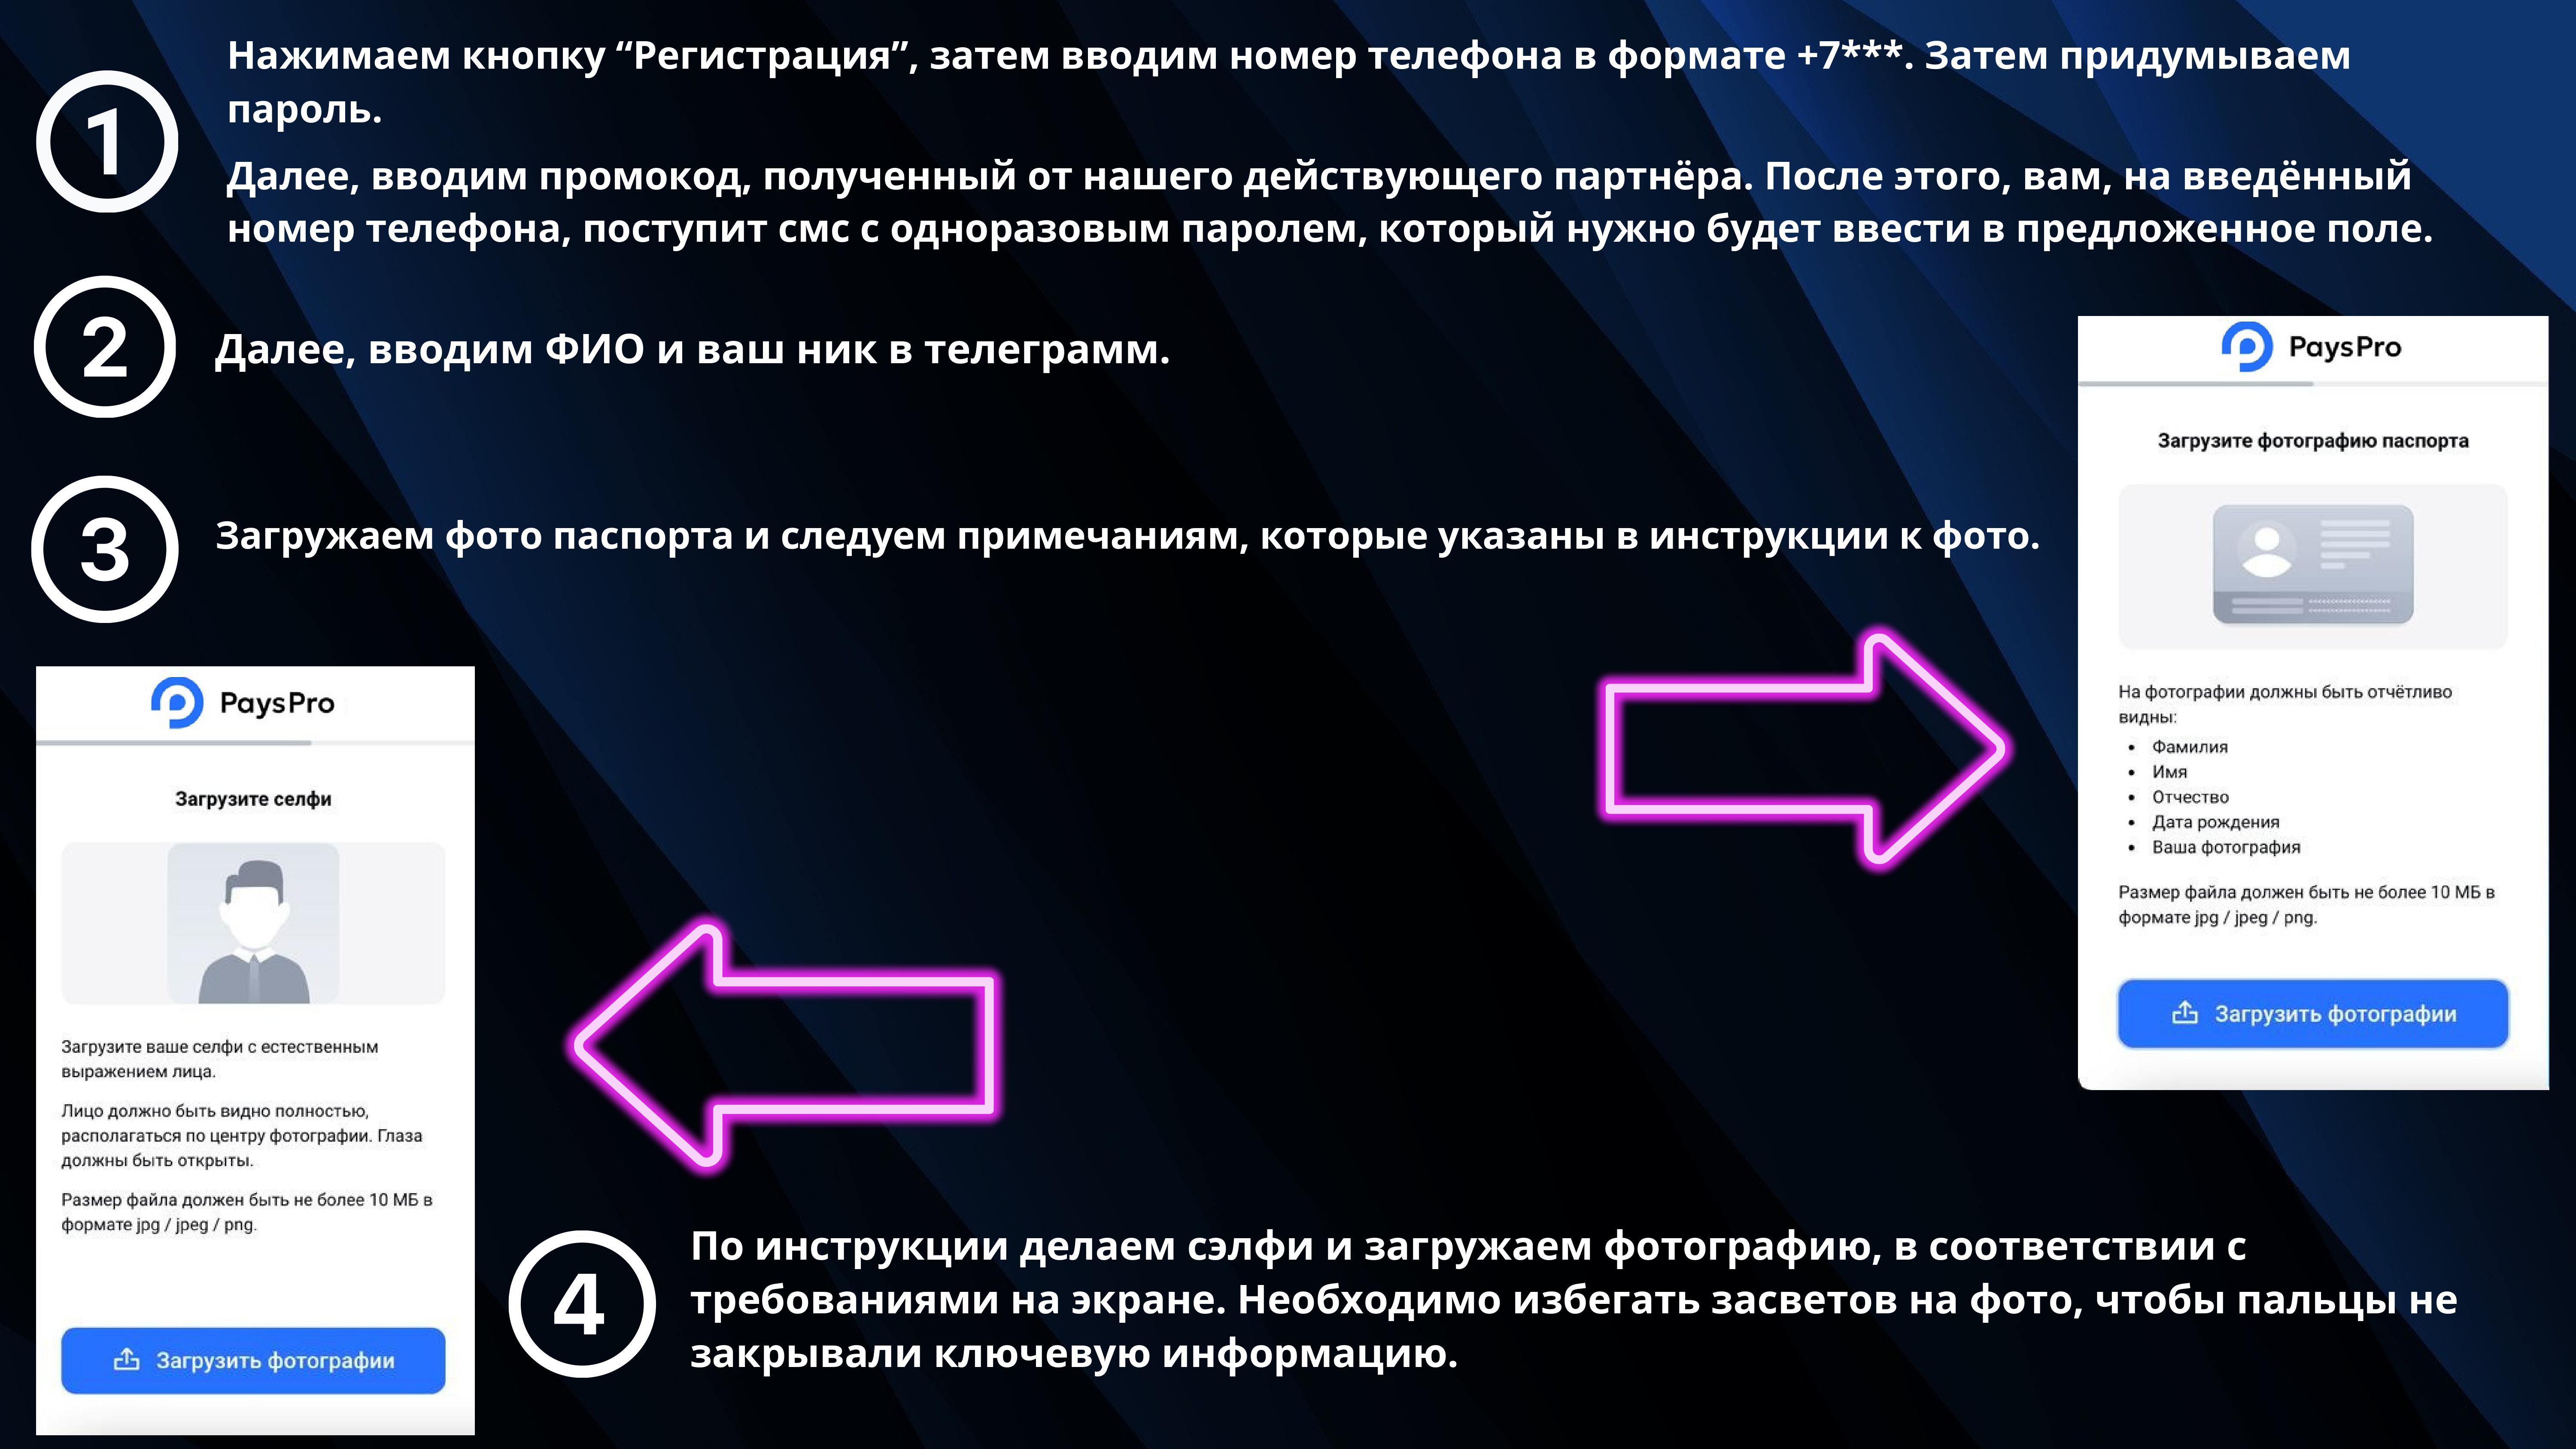 1
Нажимаем кнопку “Регистрация”, затем вводим номер телефона в формате +7***. Затем придумываем
пароль.
Далее, вводим промокод, полученный от нашего действующего партнёра. После этого, вам, на введённый
номер телефона, поступит смс с одноразовым паролем, который нужно будет ввести в предложенное поле.
2
Далее, вводим ФИО и ваш ник в телеграмм.
3
Загружаем фото паспорта и следуем примечаниям, которые указаны в инструкции к фото.
PaysPro
Загрузите фотографию паспорта
На фотографии должны быть отчётливо
видны:
• Фамилия
• Имя
• Отчество
• Дата рождения
• Ваша фотография
Размер файла должен быть не более 10 МБ в
формате jpg / jpeg / png.
Загрузить фотографии
PaysPro
Загрузите селфи
Загрузите ваше селфи с естественным
выражением лица.
Лицо должно быть видно полностью,
располагаться по центру фотографии. Глаза
должны быть открыты.
Размер файла должен быть не более 10 МБ в
формате jpg / jpeg / png.
Загрузить фотографии
4
По инструкции делаем сэлфи и загружаем фотографию, в соответствии с
требованиями на экране. Необходимо избегать засветов на фото, чтобы пальцы не
закрывали ключевую информацию.